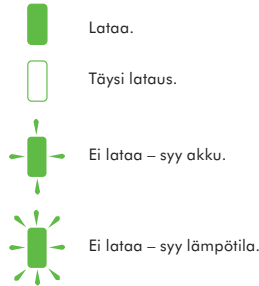 Lataa.
Täysi lataus.
Ei lataa – syy akku.
Ei lataa – syy lämpötila.